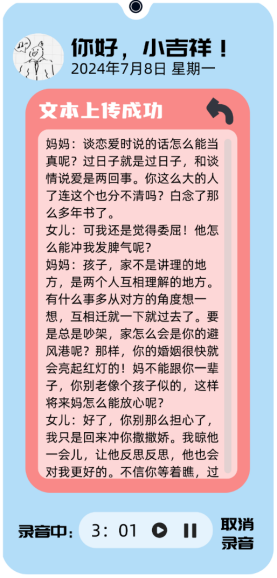 你好，小吉祥！
2024年7月8日 星期一
文本上传成功
妈妈：谈恋爱时说的话怎么能当
真呢？过日子就是过日子，和谈
情说爱是两回事。你这么大的人
了连这个也分不清吗？白念了那
么多年书了。
女儿：可我还是觉得委屈！他怎
么能冲我发脾气呢？
妈妈：孩子，家不是讲理的地
方，是两个人互相理解的地方。
有什么事多从对方的角度想一
想，互相迁就一下就过去了。要
是总是吵架，家怎么会是你的避
风港呢？那样，你的婚姻很快就
会亮起红灯的！妈不能跟你一辈
子，你别老像个孩子似的，这样
将来妈怎么能放心呢？
女儿：好了，你别那么担心了，
我只是回来冲你撒撒娇。我晾他
一会儿，让他反思反思，他也会
对我更好的。不信你等着瞧，过
录音中：
3：01
取消
录音